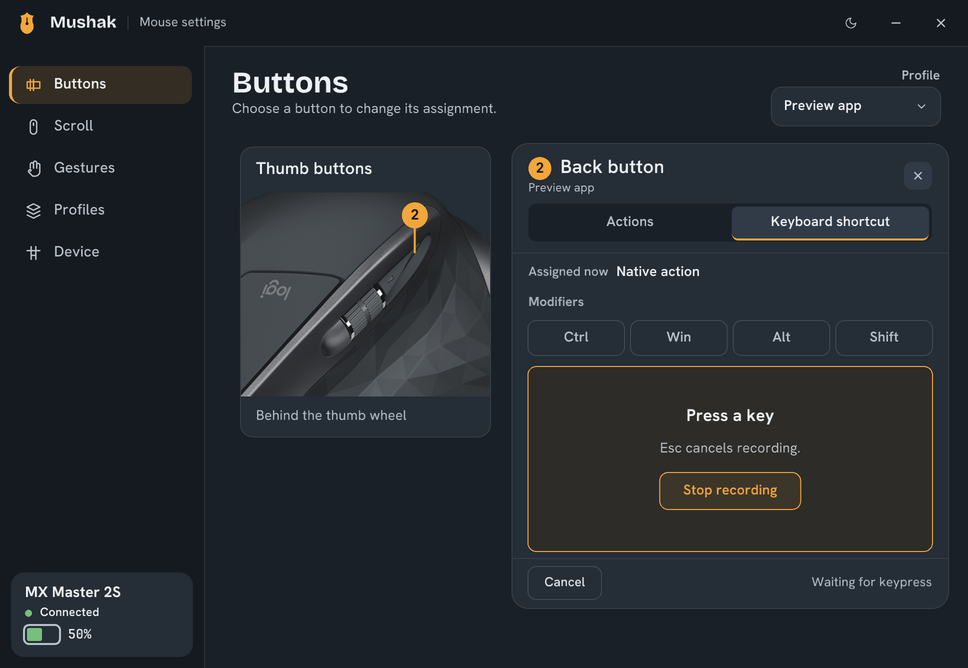 Mushak
Mouse settings
Buttons
Scroll
Gestures
Profiles
Device
MX Master 2S
Connected
50%
Buttons
Choose a button to change its assignment.
Profile
Preview app
Thumb buttons
2
logi
Behind the thumb wheel
2 Back button
Preview app
Actions
Keyboard shortcut
Assigned now Native action
Modifiers
Ctrl
Win
Alt
Shift
Press a key
Esc cancels recording.
Stop recording
Cancel
Waiting for keypress